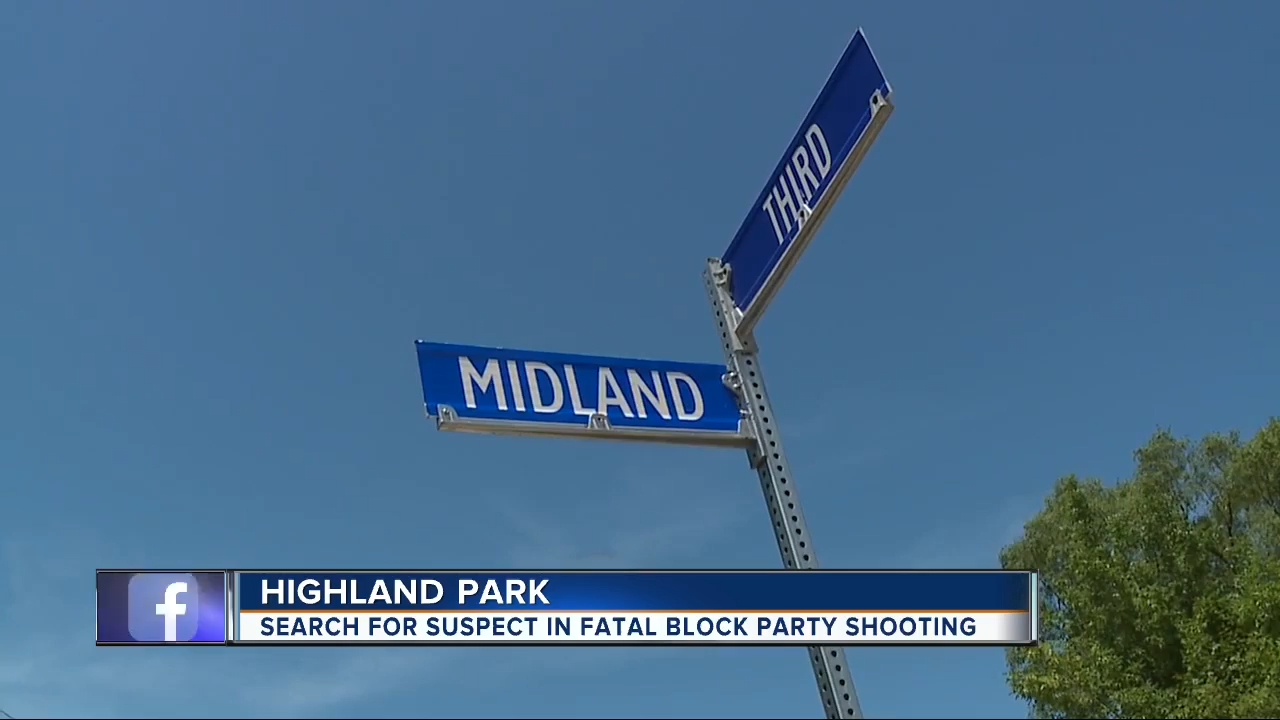 THIRD
MIDLAND
HIGHLAND PARK
SEARCH FOR SUSPECT IN FATAL BLOCK PARTY SHOOTING